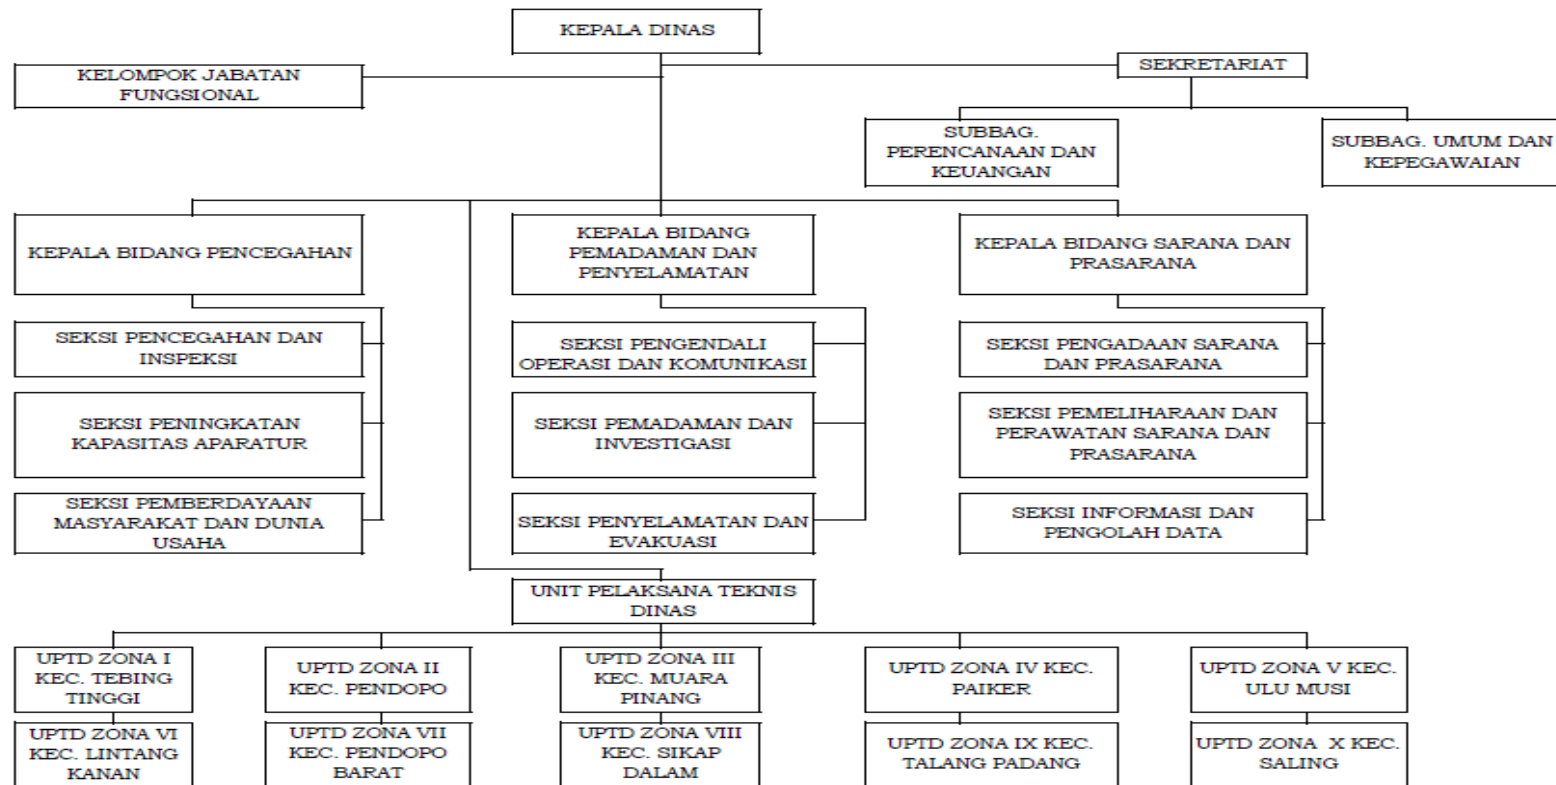 KEPALA DINAS
KELOMPOK JABATAN
FUNGSIONAL
SEKRETARIAT
SUBBAG.
PERENCANAAN DAN
KEUANGAN
SUBBAG. UMUM DAN
KEPEGAWAIAN
KEPALA BIDANG PENCEGAHAN
KEPALA BIDANG
PEMADAMAN DAN
PENYELAMATAN
KEPALA BIDANG SARANA DAN
PRASARANA
SEKSI PENCEGAHAN DAN
INSPEKSI
SEKSI PENGENDALI
OPERASI DAN KOMUNIKASI
SEKSI PENGADAAN SARANA
DAN PRASARANA
SEKSI PENINGKATAN
KAPASITAS APARATUR
SEKSI PEMADAMAN DAN
INVESTIGASI
SEKSI PEMELIHARAAN DAN
PERAWATAN SARANA DAN
PRASARANA
SEKSI PEMBERDAYAAN
MASYARAKAT DAN DUNIA
USAHA
SEKSI PENYELAMATAN DAN
EVAKUASI
SEKSI INFORMASI DAN
PENGOLAH DATA
UNIT PELAKSANA TEKNIS
DINAS
UPTD ZONA I
KEC. TEBING
TINGGI
UPTD ZONA II
KEC. PENDOPO
UPTD ZONA III
KEC. MUARA
PINANG
UPTD ZONA IV KEC.
PAIKER
UPTD ZONA V KEC.
ULU MUSI
UPTD ZONA VI
KEC. LINTANG
KANAN
UPTD ZONA VII
KEC. PENDOPO
BARAT
UPTD ZONA VIII
KEC. SIKAP
DALAM
UPTD ZONA IX KEC.
TALANG PADANG
UPTD ZONA X KEC.
SALING